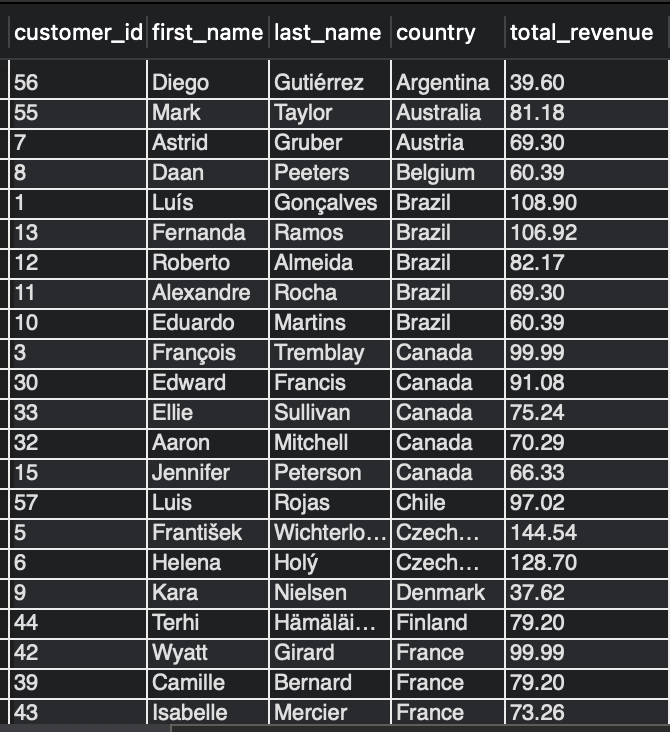 customer_id first_name last_name country total_revenue
56 Diego Gutiérrez Argentina 39.60
55 Mark Taylor Australia 81.18
7 Astrid Gruber Austria 69.30
8 Daan Peeters Belgium 60.39
1 Luís Gonçalves Brazil 108.90
13 Fernanda Ramos Brazil 106.92
12 Roberto Almeida Brazil 82.17
11 Alexandre Rocha Brazil 69.30
10 Eduardo Martins Brazil 60.39
3 François Tremblay Canada 99.99
30 Edward Francis Canada 91.08
33 Ellie Sullivan Canada 75.24
32 Aaron Mitchell Canada 70.29
15 Jennifer Peterson Canada 66.33
57 Luis Rojas Chile 97.02
5 František Wichterlo... Czech... 144.54
6 Helena Holý Czech... 128.70
9 Kara Nielsen Denmark 37.62
44 Terhi Hämäläi... Finland 79.20
42 Wyatt Girard France 99.99
39 Camille Bernard France 79.20
43 Isabelle Mercier France 73.26